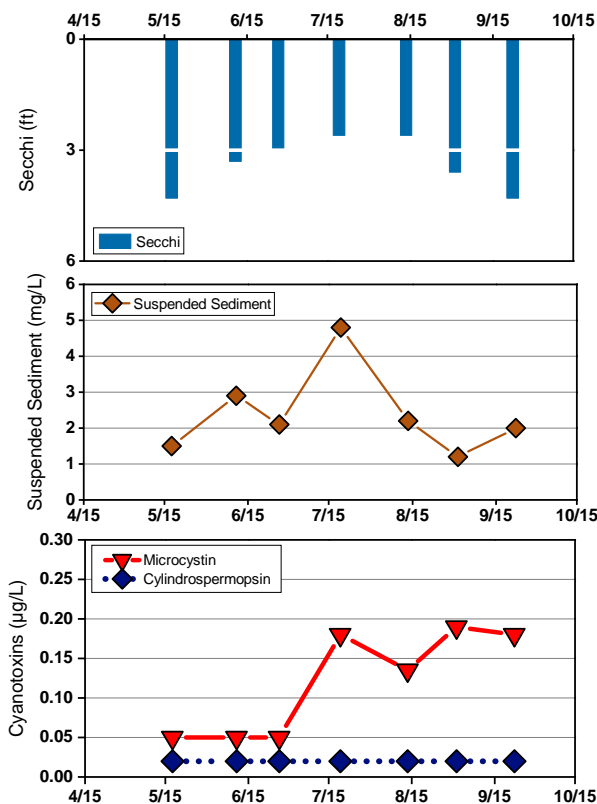 4/15 5/15 6/15 7/15 8/15 9/15 10/15
0
3
6
Secchi (ft)
Secchi
6
5
4
3
2
1
0
Suspended Sediment (mg/L)
Suspended Sediment
4/15 5/15 6/15 7/15 8/15 9/15 10/15
0.30
0.25
0.20
0.15
0.10
0.05
0.00
Cyanotoxins (µg/L)
Microcystin
Cylindrospermopsin
4/15 5/15 6/15 7/15 8/15 9/15 10/15